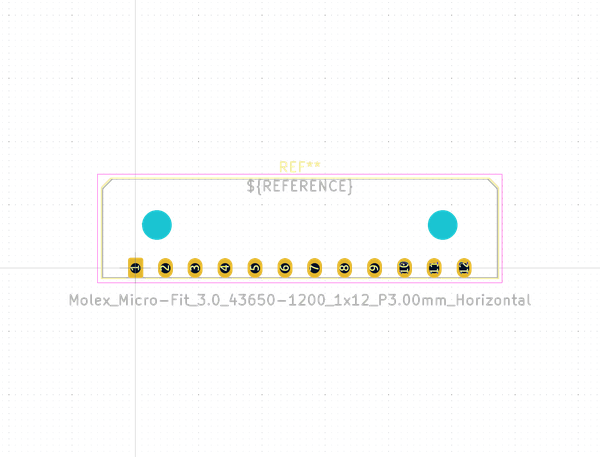 REF**
${REFERENCE}
1 2 3 4 5 6 7 8 9 10 11 12
Molex_Micro-Fit_3.0_43650-1200_1x12_P3.00mm_Horizontal